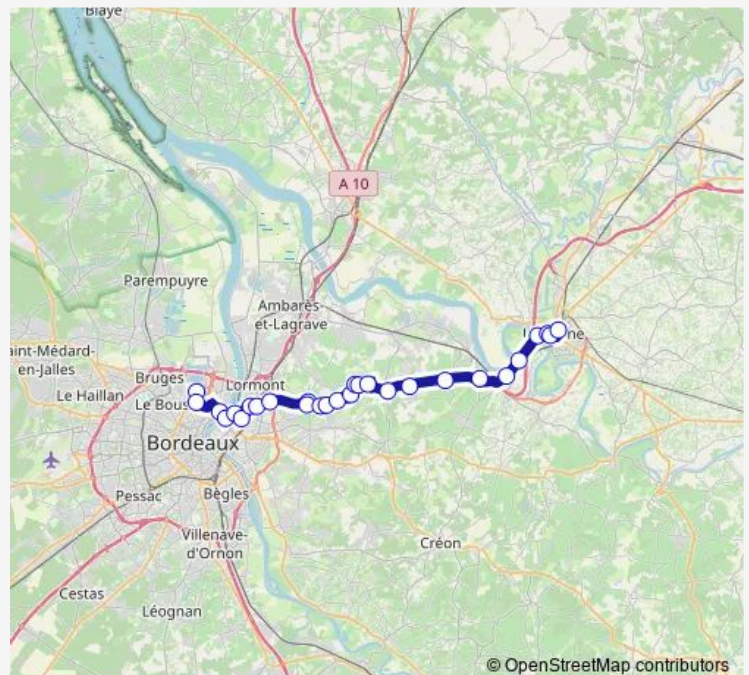 Blaye
A 10
Parempuyre
Ambarès-
et-Lagrave
aint-Médard-
en-Jalles
Bruges
Lormont
Le Haillan
Le Bous
Bordeaux
Pessac
Bègles
Villenave-
d'Ornon
Créon
Cestas
Léognan
© OpenStreetMap contributors